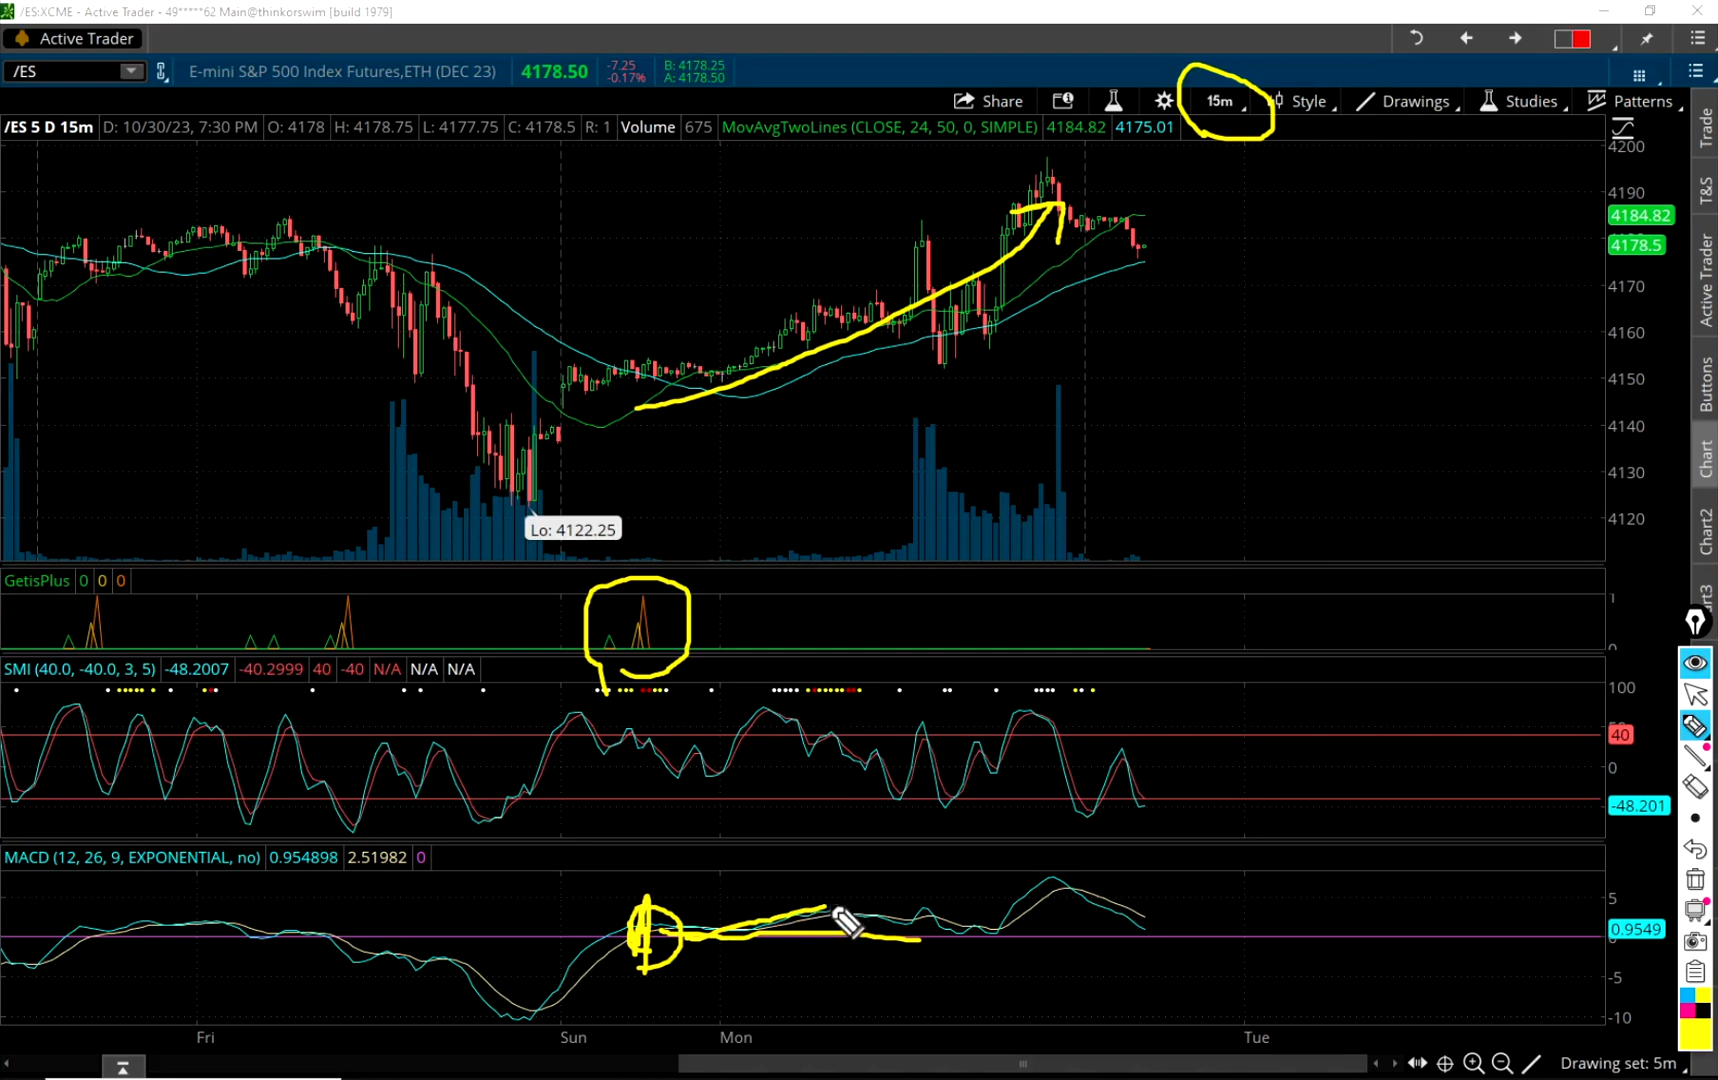 /ES:XCME - Active Trader - 49*****62 Main@thinkorswim [build 1979]
Active Trader
/ES
E-mini S&P 500 Index Futures,ETH (DEC 23)
4178.50
-7.25
-0.17%
B: 4178.25
A: 4178.50
Share
15m
Style
Drawings
Studies
Patterns
/ES 5 D 15m
D: 10/30/23, 7:30 PM
O: 4178
H: 4178.75
L: 4177.75
C: 4178.5
R: 1
Volume
675
MovAvgTwoLines (CLOSE, 24, 50, 0, SIMPLE)
4184.82
4175.01
4200
4190
4184.82
4178.5
4170
4160
4150
4140
4130
4120
Lo: 4122.25
GetisPlus
0
0
0
1
0
SMI (40.0, -40.0, 3, 5)
-48.2007
-40.2999
40
-40
N/A
N/A
N/A
100
40
0
-48.201
MACD (12, 26, 9, EXPONENTIAL, no)
0.954898
2.51982
0
5
0.9549
-5
-10
Fri
Sun
Mon
Tue
Drawing set: 5m
Trade
T&S
Active Trader
Buttons
Chart
Chart2